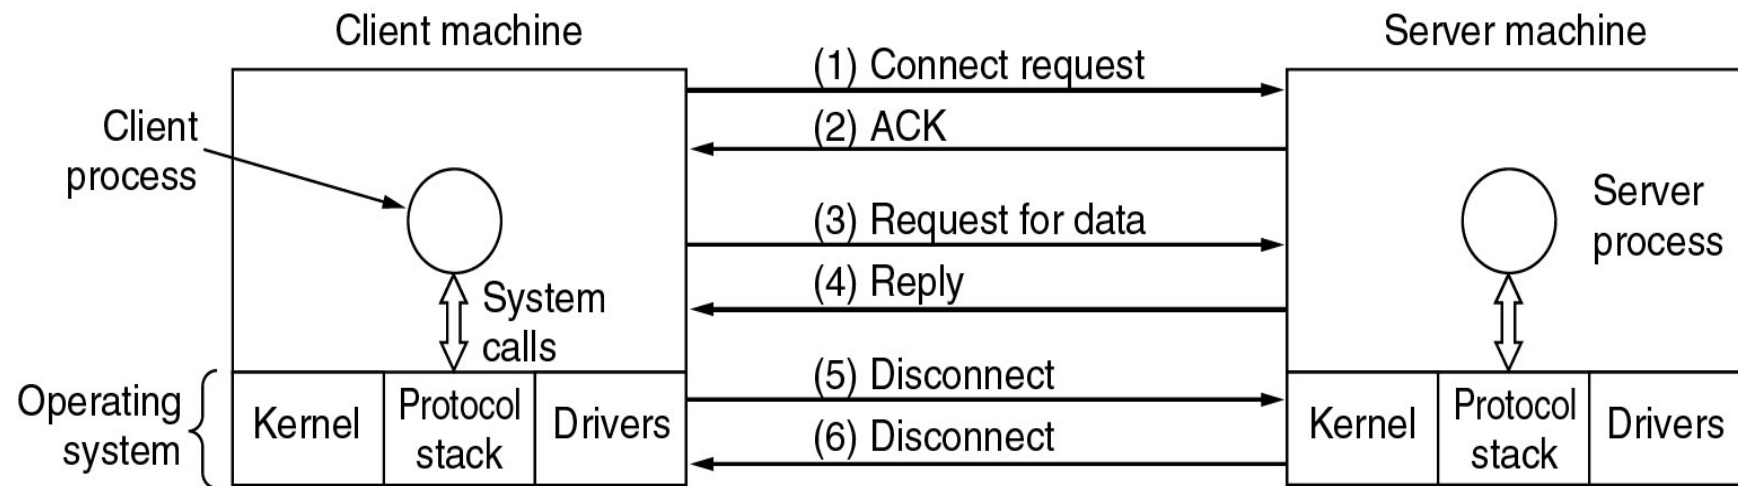 Client machine
Server machine
(1) Connect request
(2) ACK
Client
process
(3) Request for data
Server
process
(4) Reply
System
calls
(5) Disconnect
Operating
system
Kernel
Protocol
stack
Drivers
(6) Disconnect
Kernel
Protocol
stack
Drivers